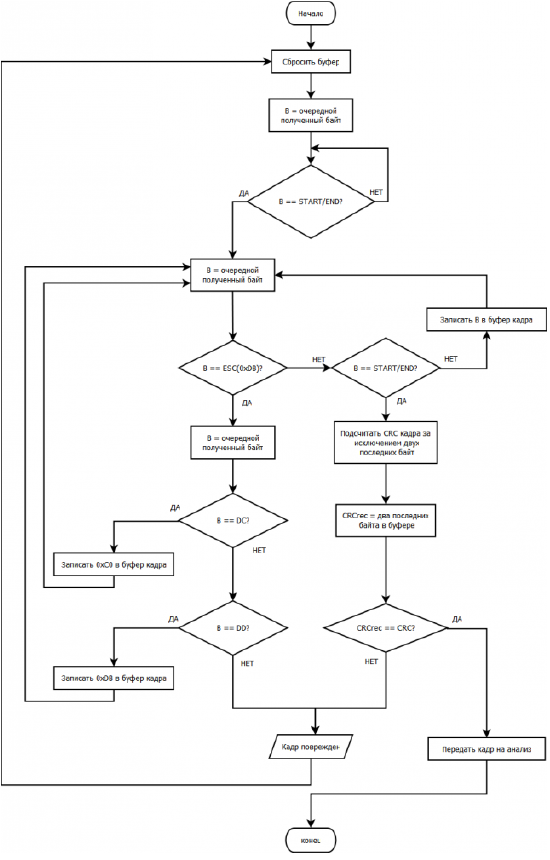 Начало
Сбросить буфер
В = очередной
полученный байт
В == START/END?
ДА
НЕТ
В = очередной
полученный байт
Записать В в буфер кадра
В == ESC[0xDB]?
НЕТ
В == START/END?
НЕТ
ДА
ДА
В = очередной
полученный байт
Подсчитать CRC кадра за
исключением двух
последних байт
ДА
В == DC?
CRCrec = два последних
байта в буфере
НЕТ
Записать 0xC0 в буфер кадра
ДА
В == DD?
CRCrec == CRC?
ДА
НЕТ
НЕТ
Записать 0xDB в буфер кадра
Кадр поврежден
Передать кадр на анализ
конец